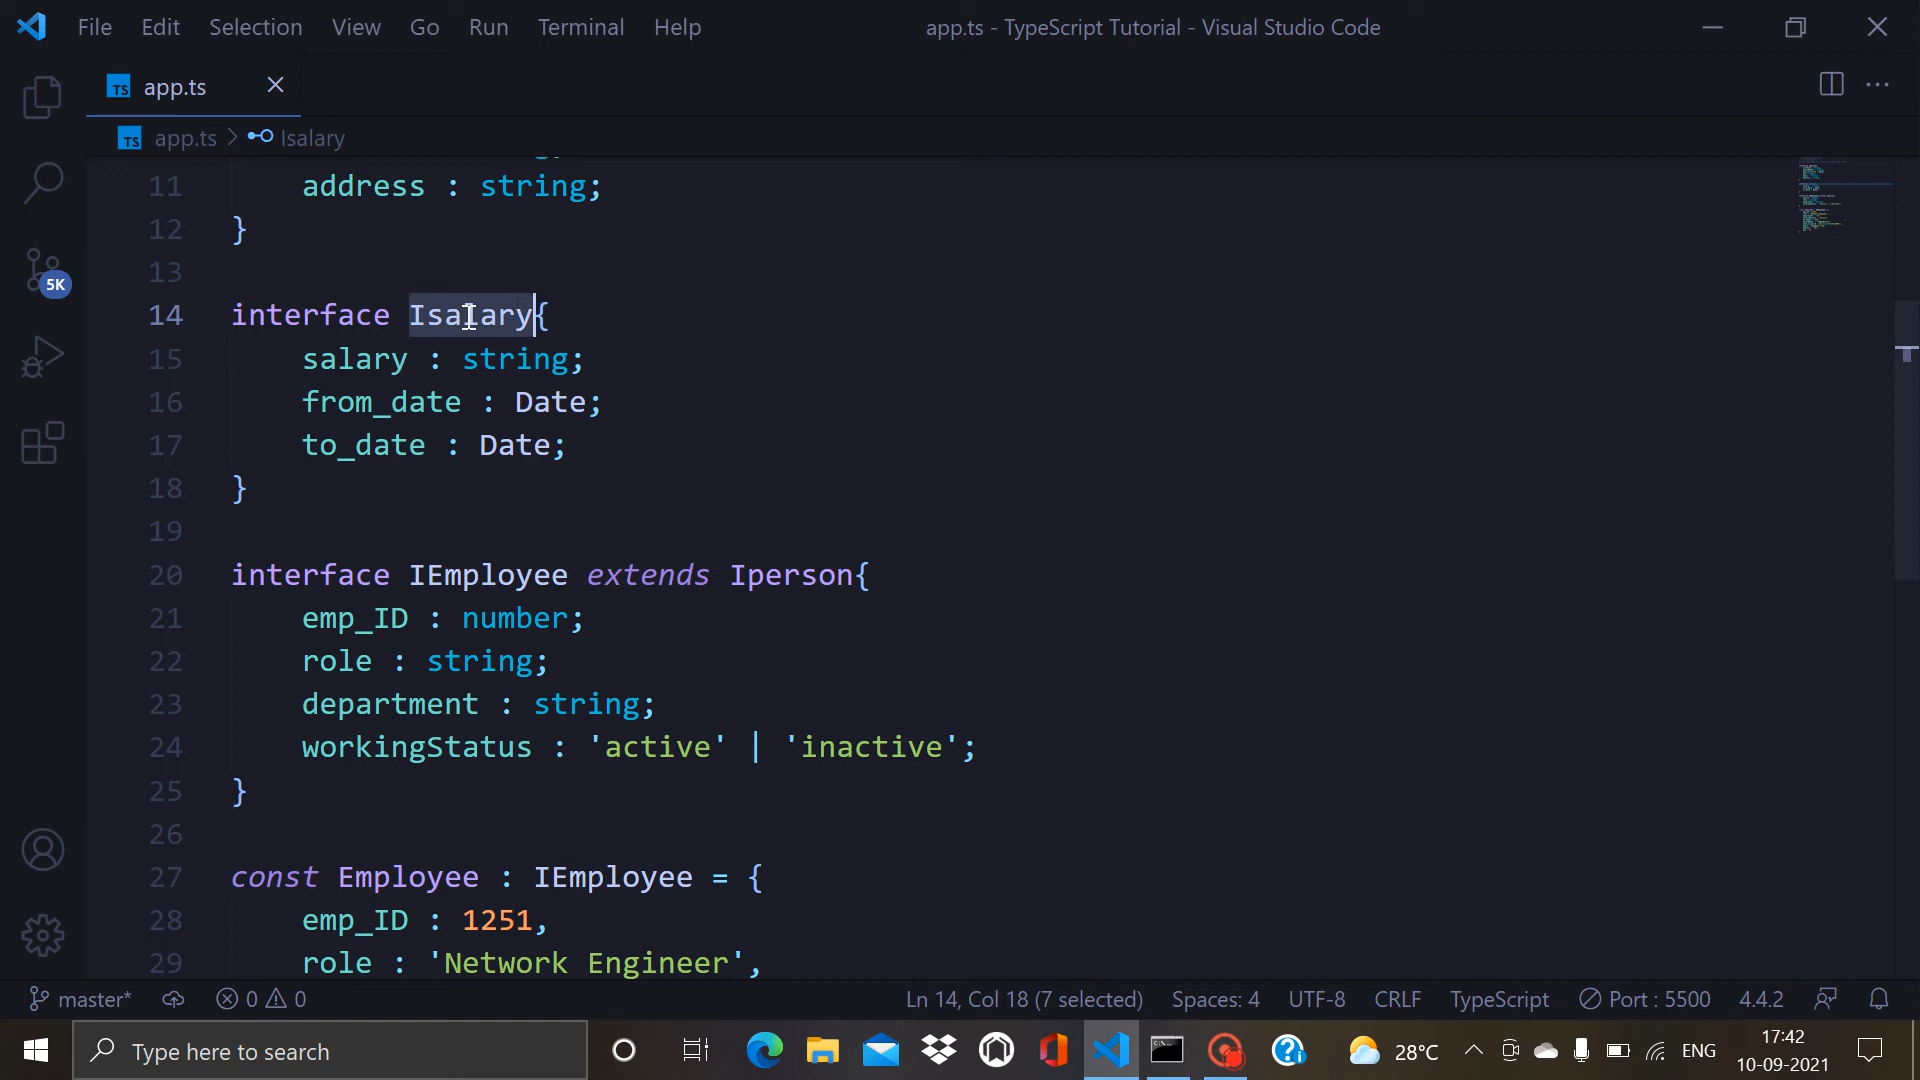 File Edit Selection View Go Run Terminal Help app.ts - TypeScript Tutorial - Visual Studio Code
TS app.ts
TS app.ts > Isalary
11 address : string;
12 }
13
14 interface Isalary{
15 salary : string;
16 from_date : Date;
17 to_date : Date;
18 }
19
20 interface IEmployee extends Iperson{
21 emp_ID : number;
22 role : string;
23 department : string;
24 workingStatus : 'active' | 'inactive';
25 }
26
27 const Employee : IEmployee = {
28 emp_ID : 1251,
29 role : 'Network Engineer',
5K
master* 0 0 Ln 14, Col 18 (7 selected) Spaces: 4 UTF-8 CRLF TypeScript Port : 5500 4.4.2
Type here to search 28°C ENG 17:42
10-09-2021